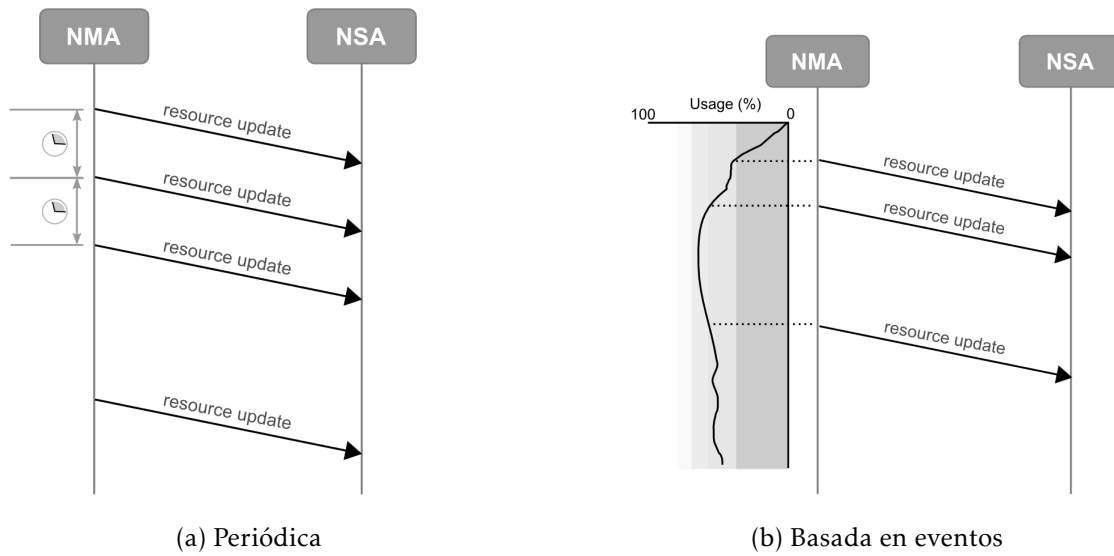 NMA
NSA
resource update
resource update
resource update
resource update
(a) Periódica
NMA
NSA
Usage (%)
100
0
resource update
resource update
resource update
(b) Basada en eventos